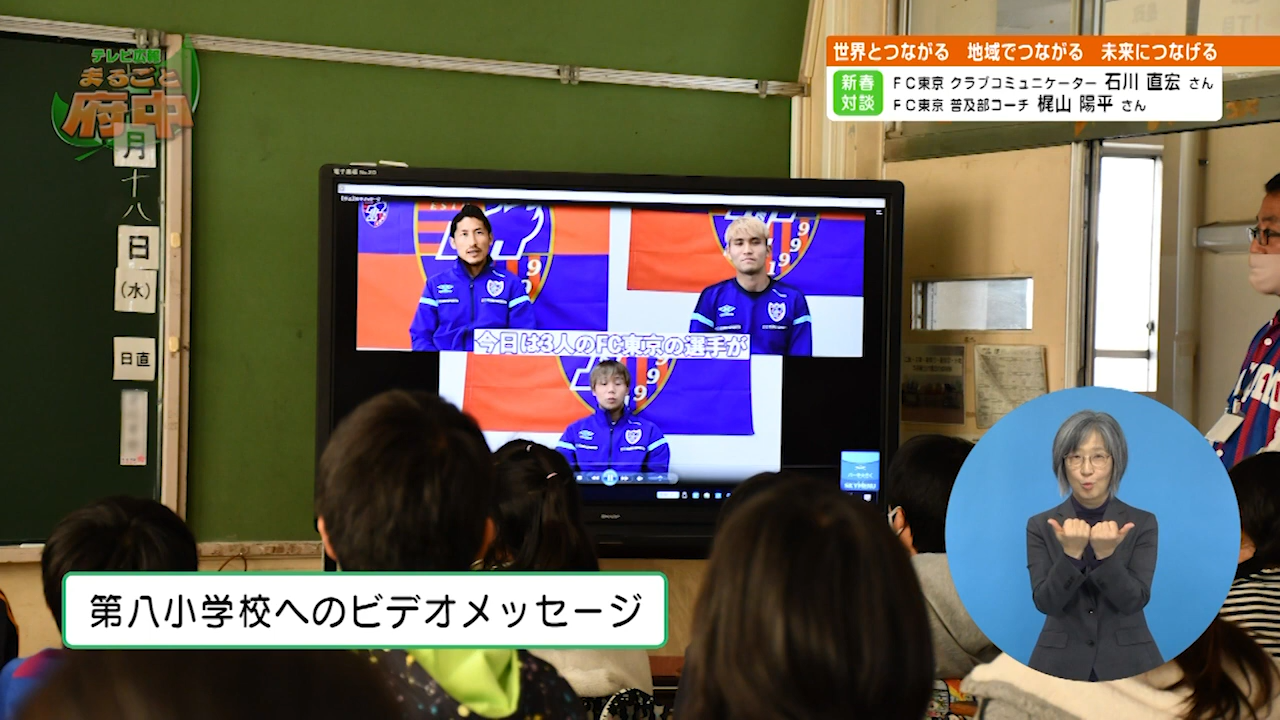 テレビ広報
まるごと
府中
世界とつながる 地域でつながる 未来につなげる
新春
対談
FC東京 クラブコミュニケーター 石川 直宏 さん
FC東京 普及部コーチ 梶山 陽平 さん
月
十八
日
(水)
日直
今日は3人のFC東京の選手が
第八小学校へのビデオメッセージ